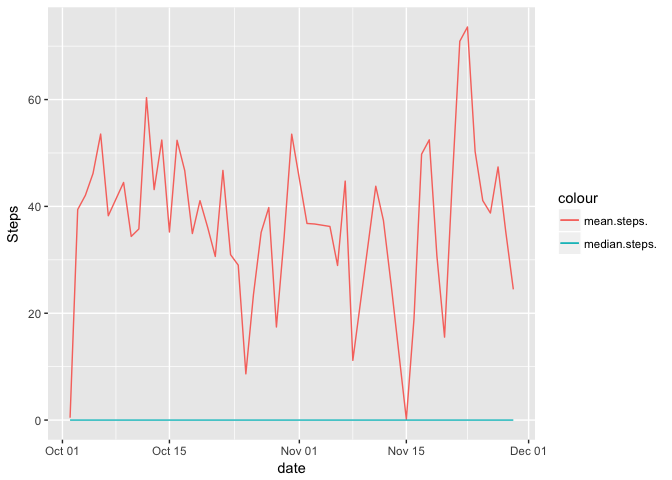 Steps
60
40
20
0
Oct 01
Oct 15
Nov 01
Nov 15
Dec 01
date
colour
mean.steps.
median.steps.